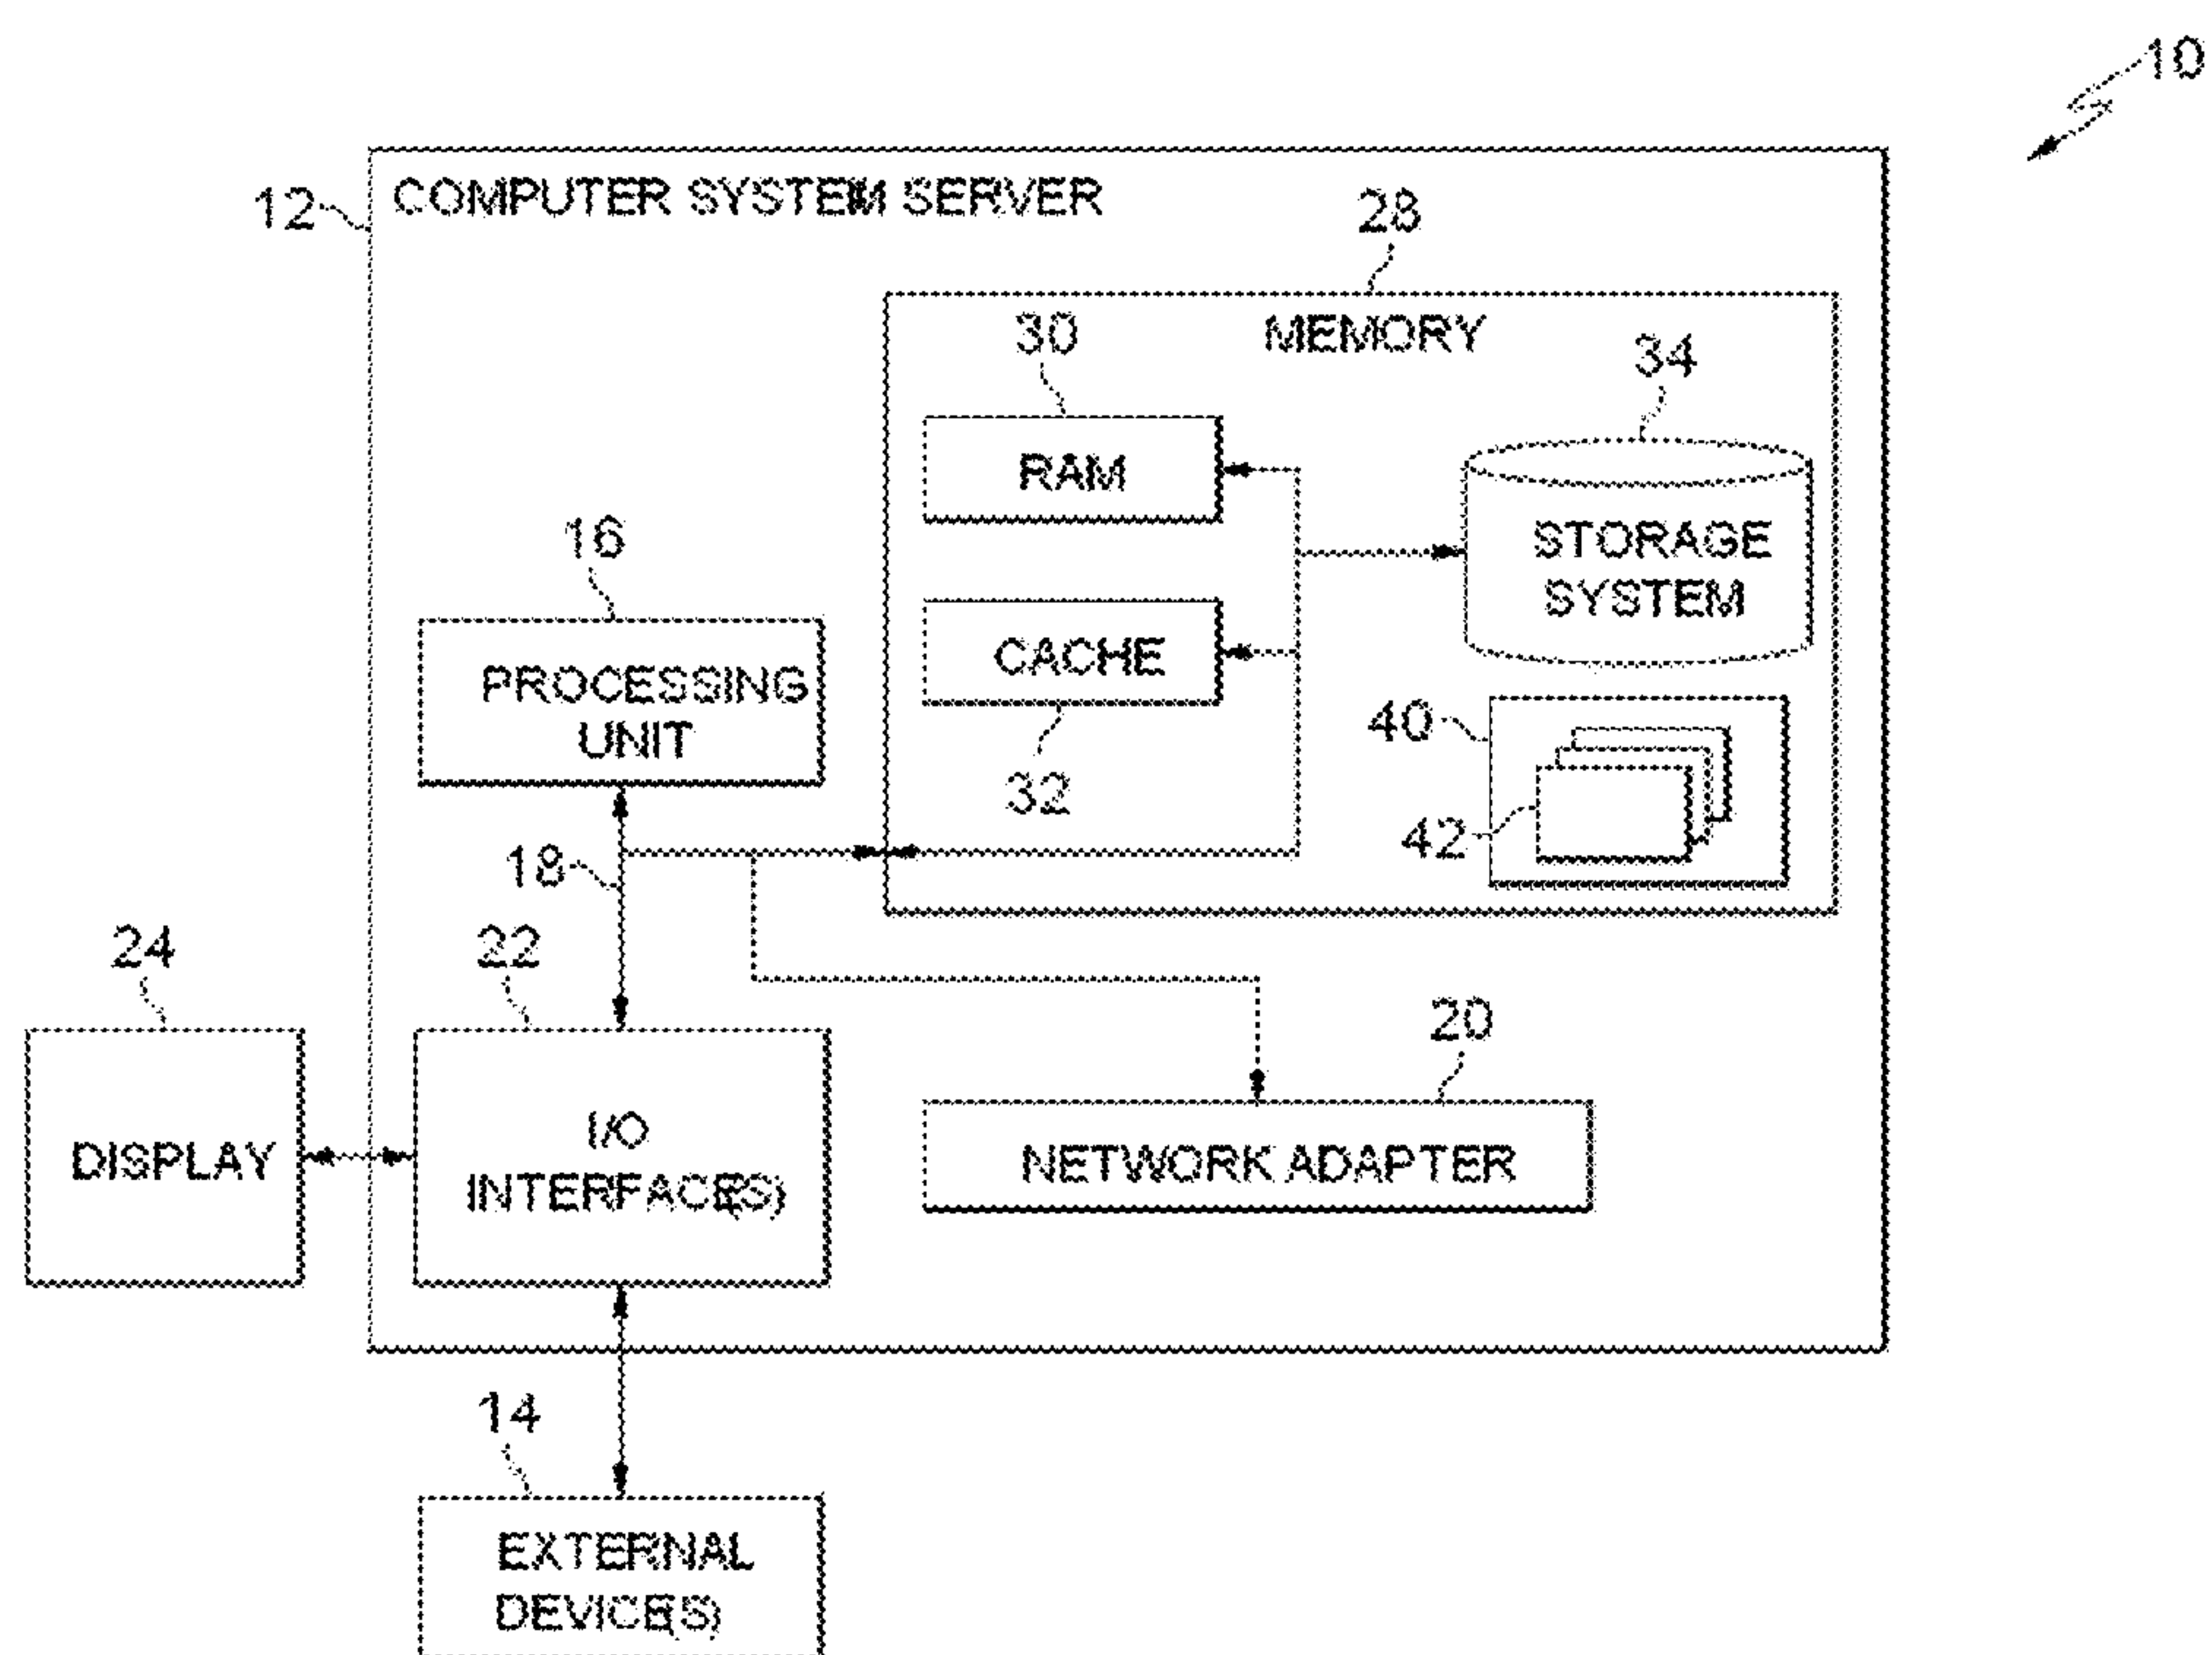 10
12
COMPUTER SYSTEM SERVER
28
MEMORY
30
34
RAM
STORAGE
SYSTEM
16
PROCESSING
UNIT
CACHE
32
40
42
18
24
22
20
DISPLAY
I/O
INTERFACE(S)
NETWORK ADAPTER
14
EXTERNAL
DEVICE(S)